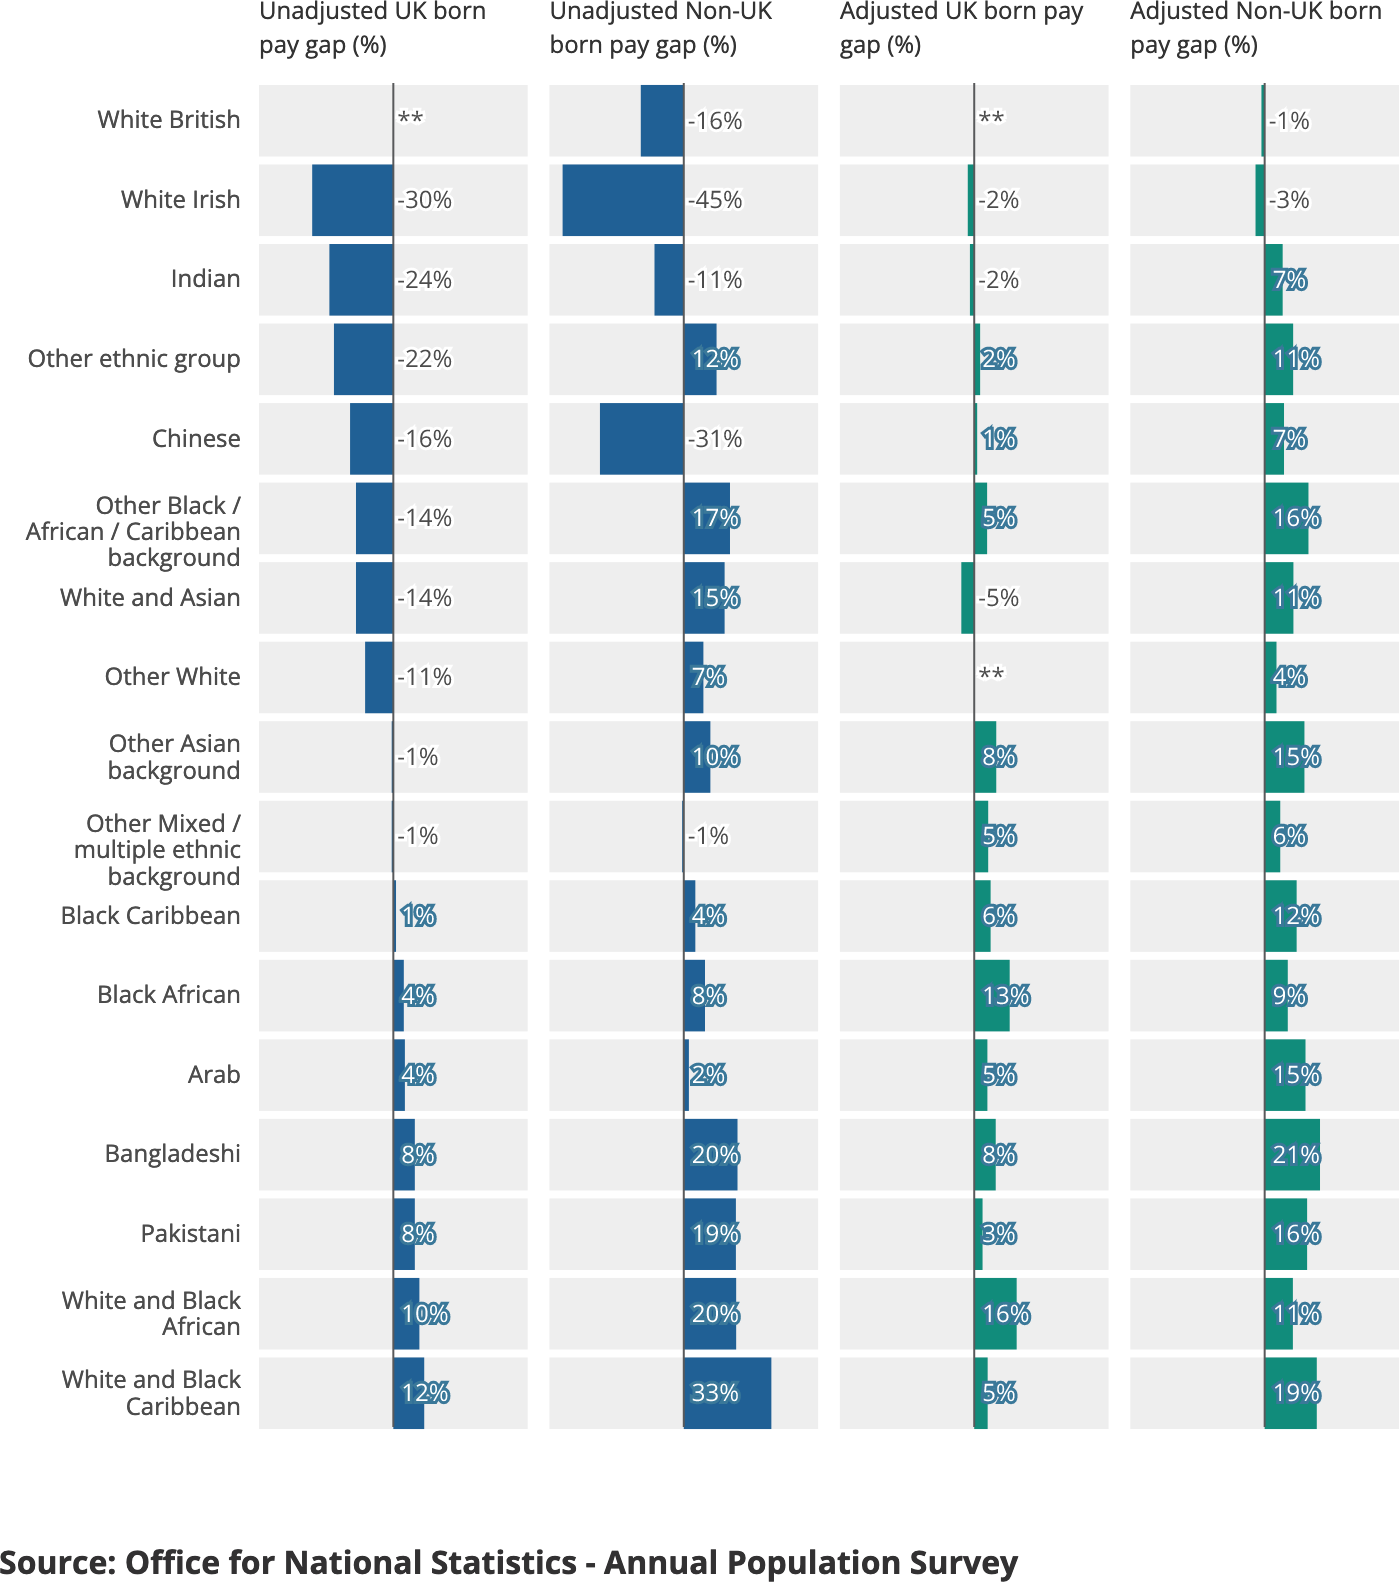 Unadjusted UK born
pay gap (%)
Unadjusted Non-UK
born pay gap (%)
Adjusted UK born pay
gap (%)
Adjusted Non-UK born
pay gap (%)
White British
** -16% ** -1%
White Irish
-30% -45% -2% -3%
Indian
-24% -11% -2% 7%
Other ethnic group
-22% 12% 2% 11%
Chinese
-16% -31% 1% 7%
Other Black /
African / Caribbean
background
-14% 17% 5% 16%
White and Asian
-14% 15% -5% 11%
Other White
-11% 7% ** 4%
Other Asian
background
-1% 10% 8% 15%
Other Mixed /
multiple ethnic
background
-1% -1% 5% 6%
Black Caribbean
1% 4% 6% 12%
Black African
4% 8% 13% 9%
Arab
4% 2% 5% 15%
Bangladeshi
8% 20% 8% 21%
Pakistani
8% 19% 3% 16%
White and Black
African
10% 20% 16% 11%
White and Black
Caribbean
12% 33% 5% 19%
Source: Office for National Statistics - Annual Population Survey